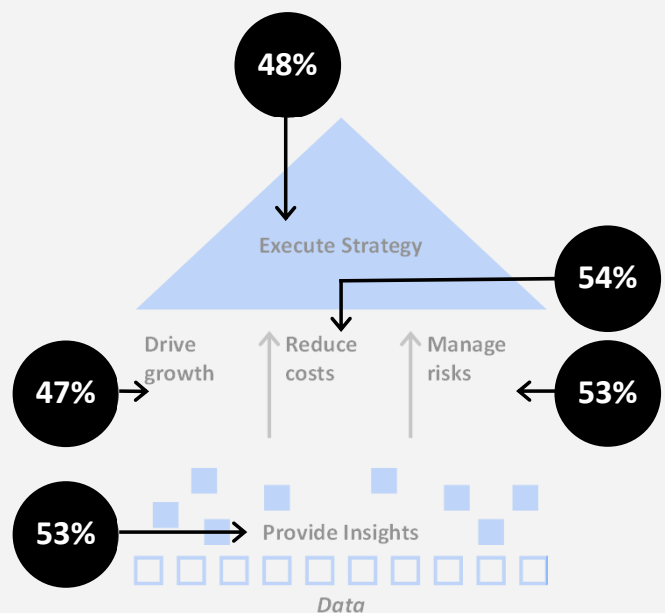 48%
Execute Strategy
54%
Drive
growth
Reduce
costs
Manage
risks
47%
53%
53%
Provide Insights
Data